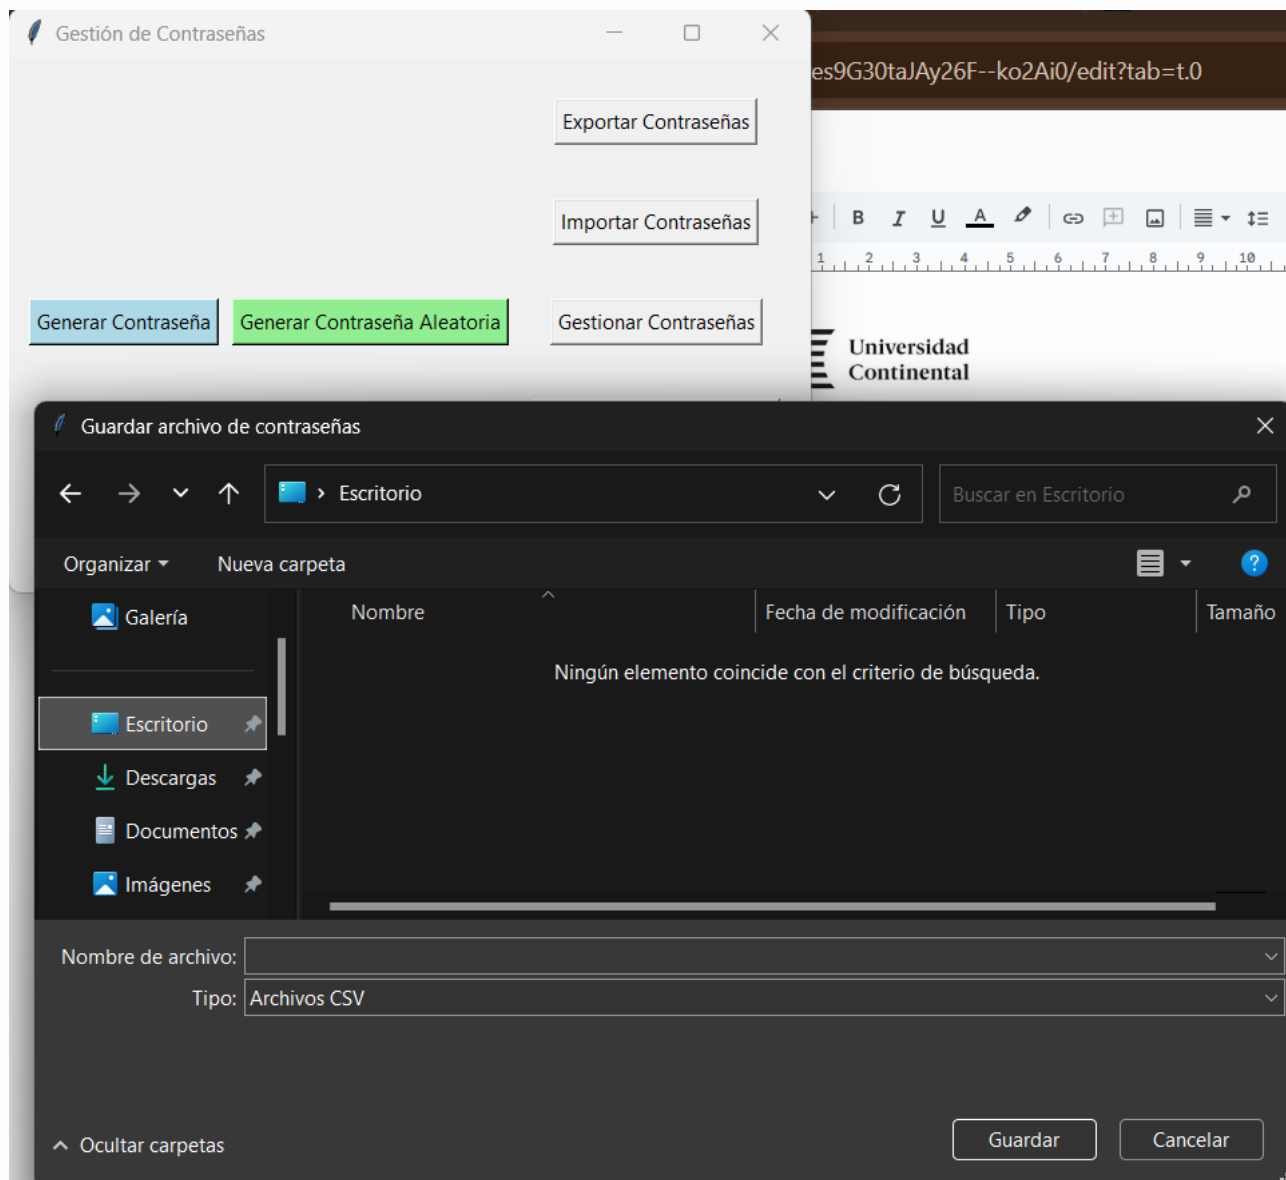 Gestión de Contraseñas
es9G30taJAy26F--ko2Ai0/edit?tab=t.0
Exportar Contraseñas
Importar Contraseñas
B I U A
1 2 3 4 5 6 7 8 9 10
Generar Contraseña Generar Contraseña Aleatoria Gestionar Contraseñas
Universidad
Continental
Guardar archivo de contraseñas
Escritorio
Buscar en Escritorio
Organizar Nueva carpeta
Galería
Nombre Fecha de modificación Tipo Tamaño
Ningún elemento coincide con el criterio de búsqueda.
Escritorio
Descargas
Documentos
Imágenes
Nombre de archivo:
Tipo: Archivos CSV
Ocultar carpetas
Guardar Cancelar